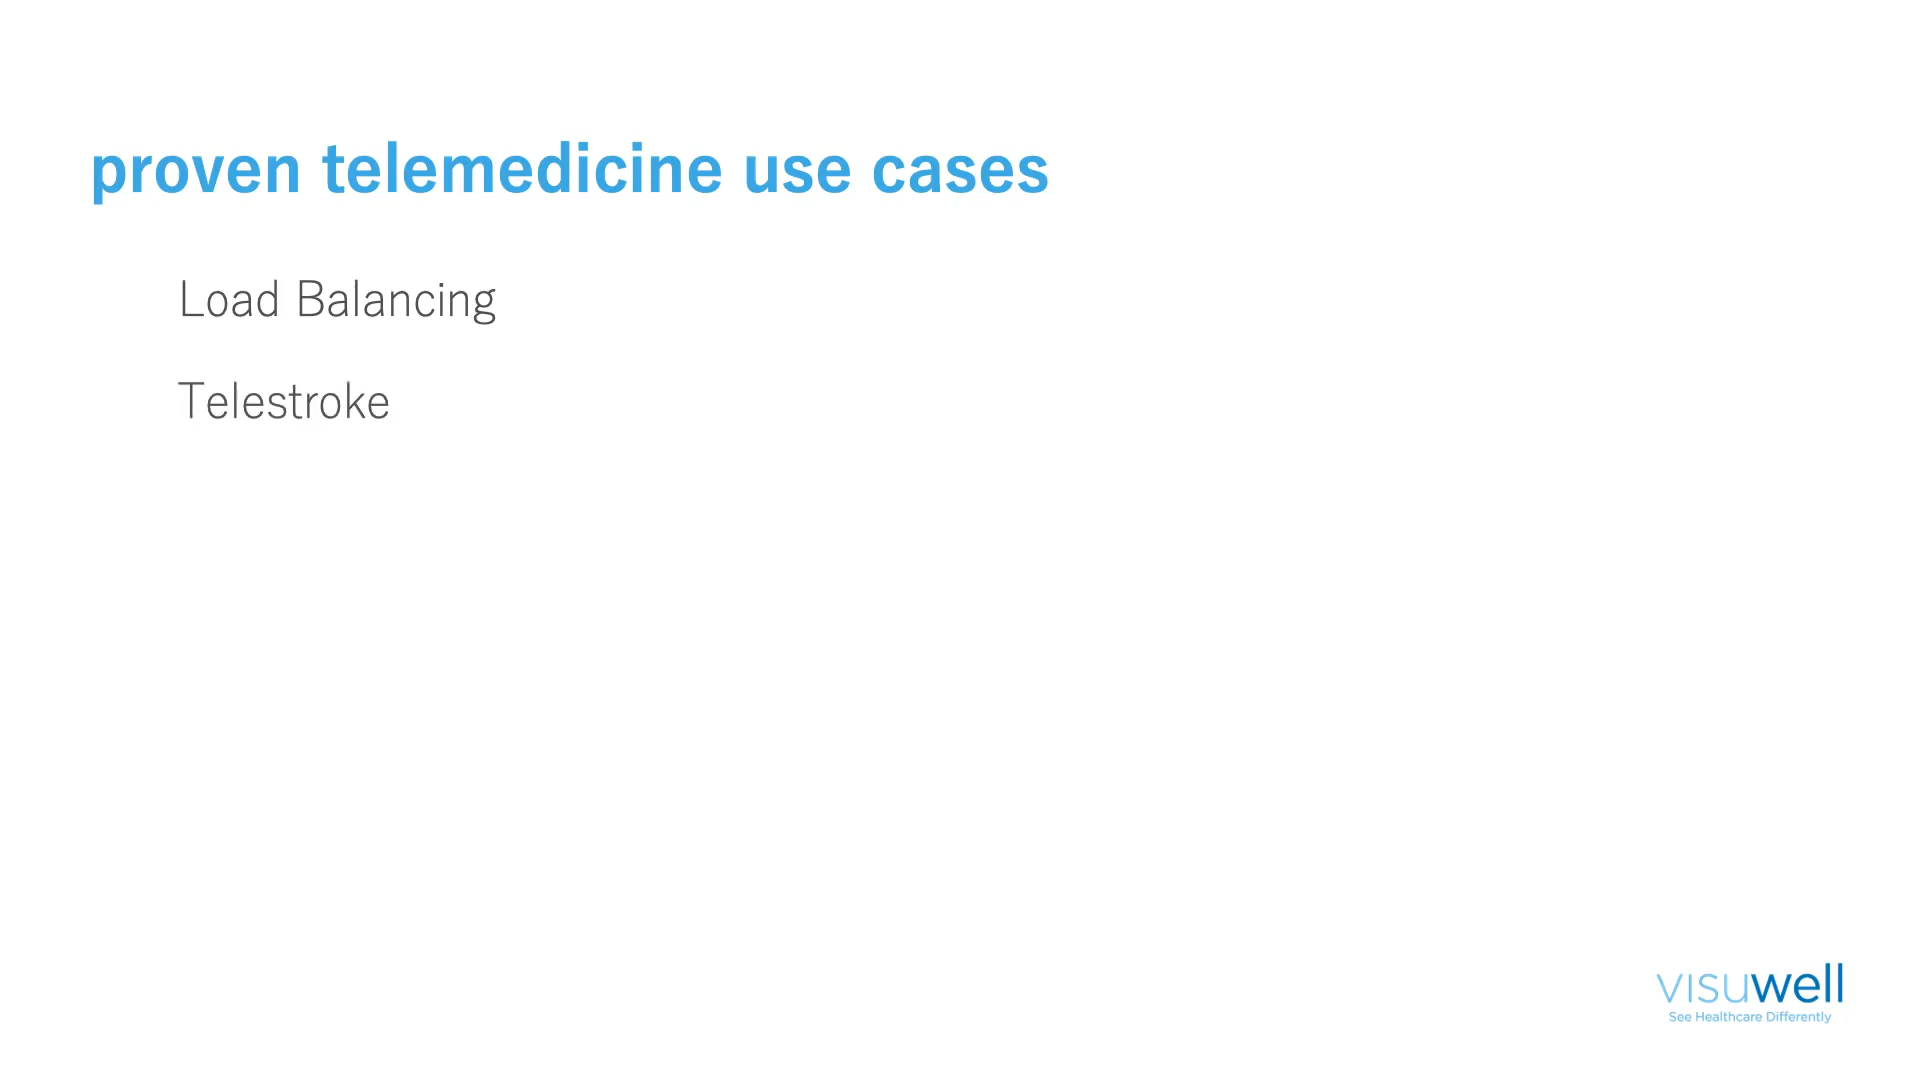 proven telemedicine use cases
Load Balancing
Telestroke
visuwell
See Healthcare Differently